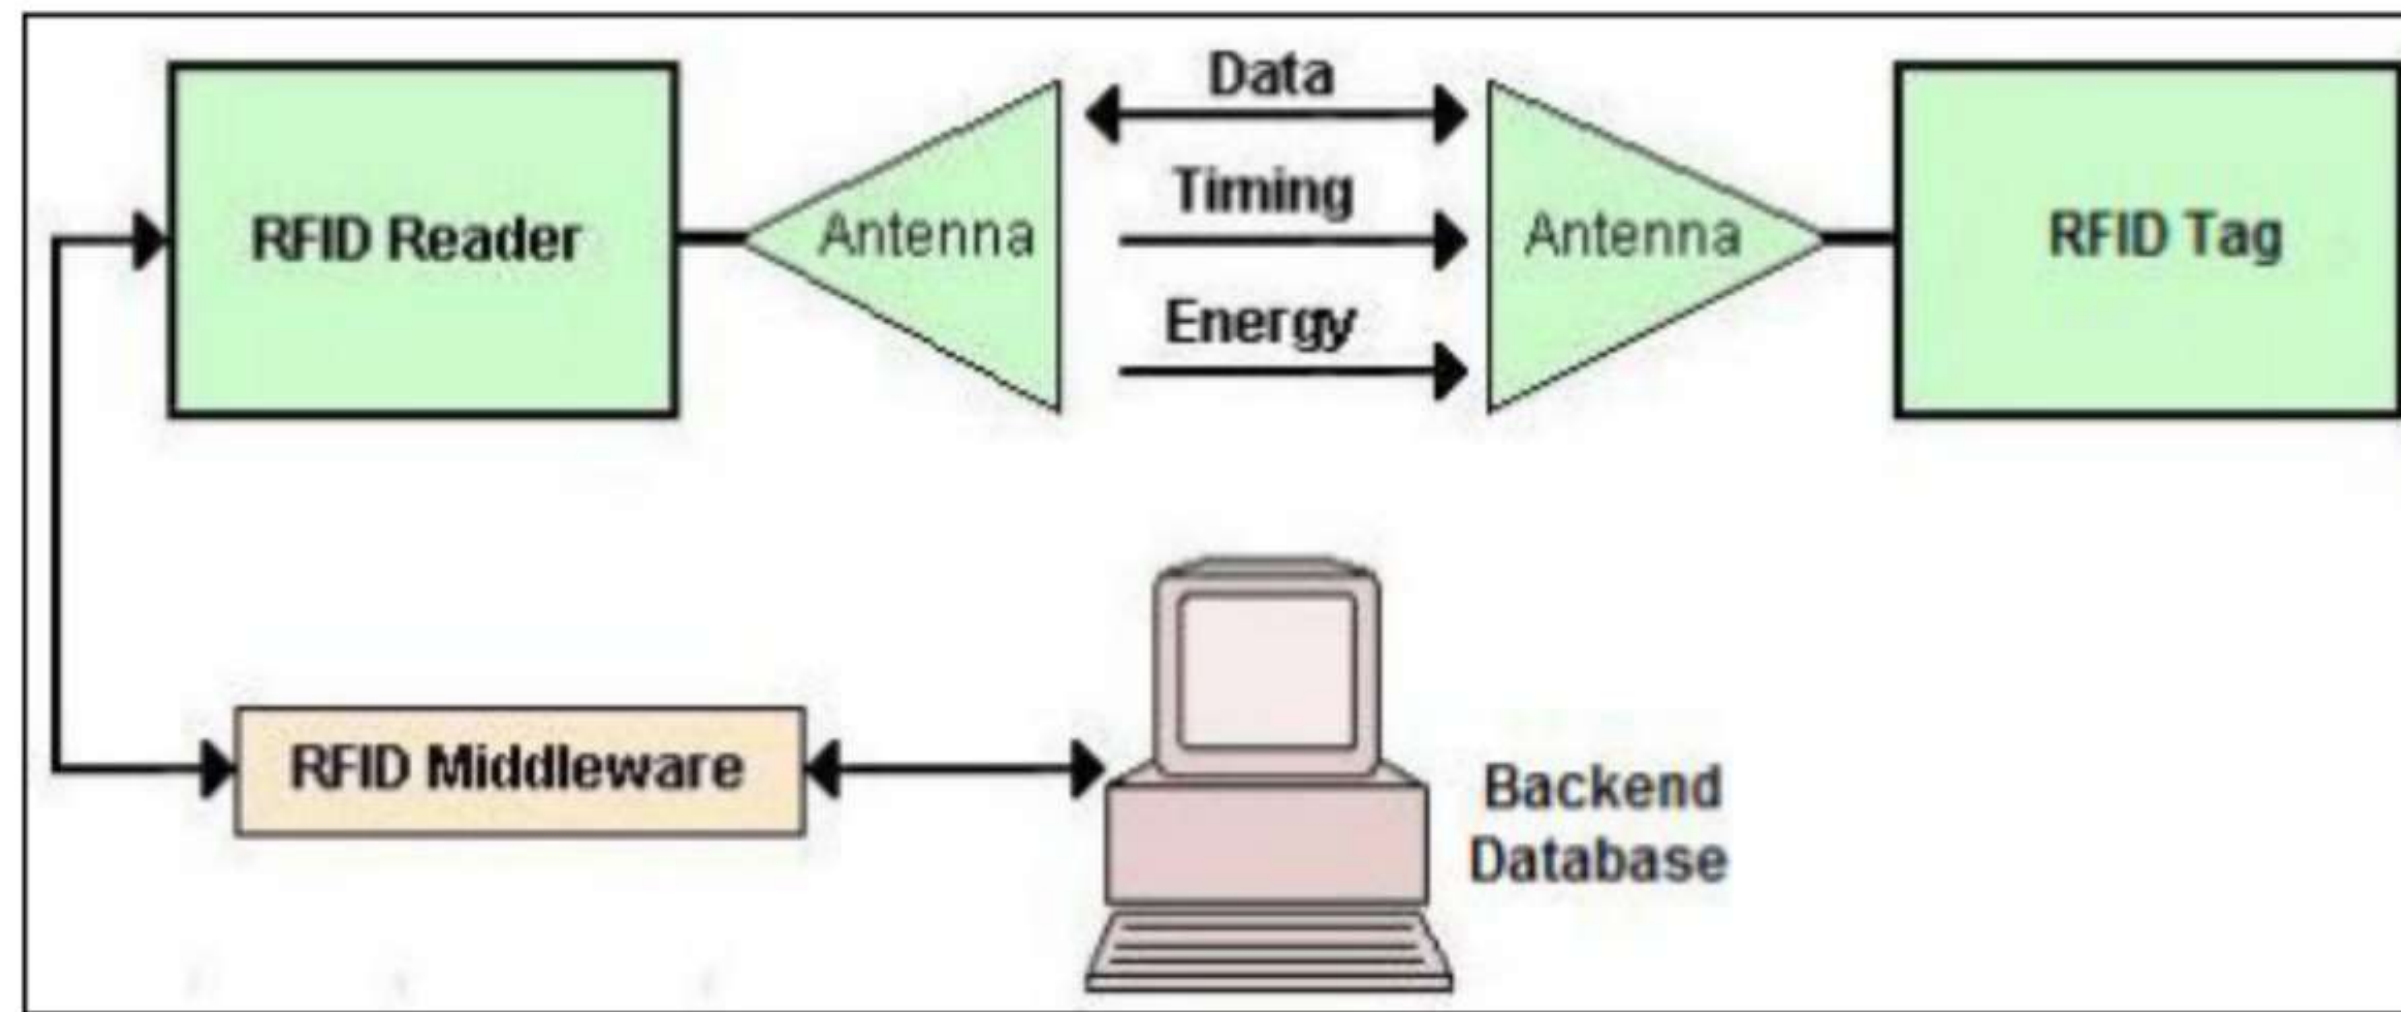 Data
Timing
Energy
RFID Reader
Antenna
Antenna
RFID Tag
RFID Middleware
Backend
Database